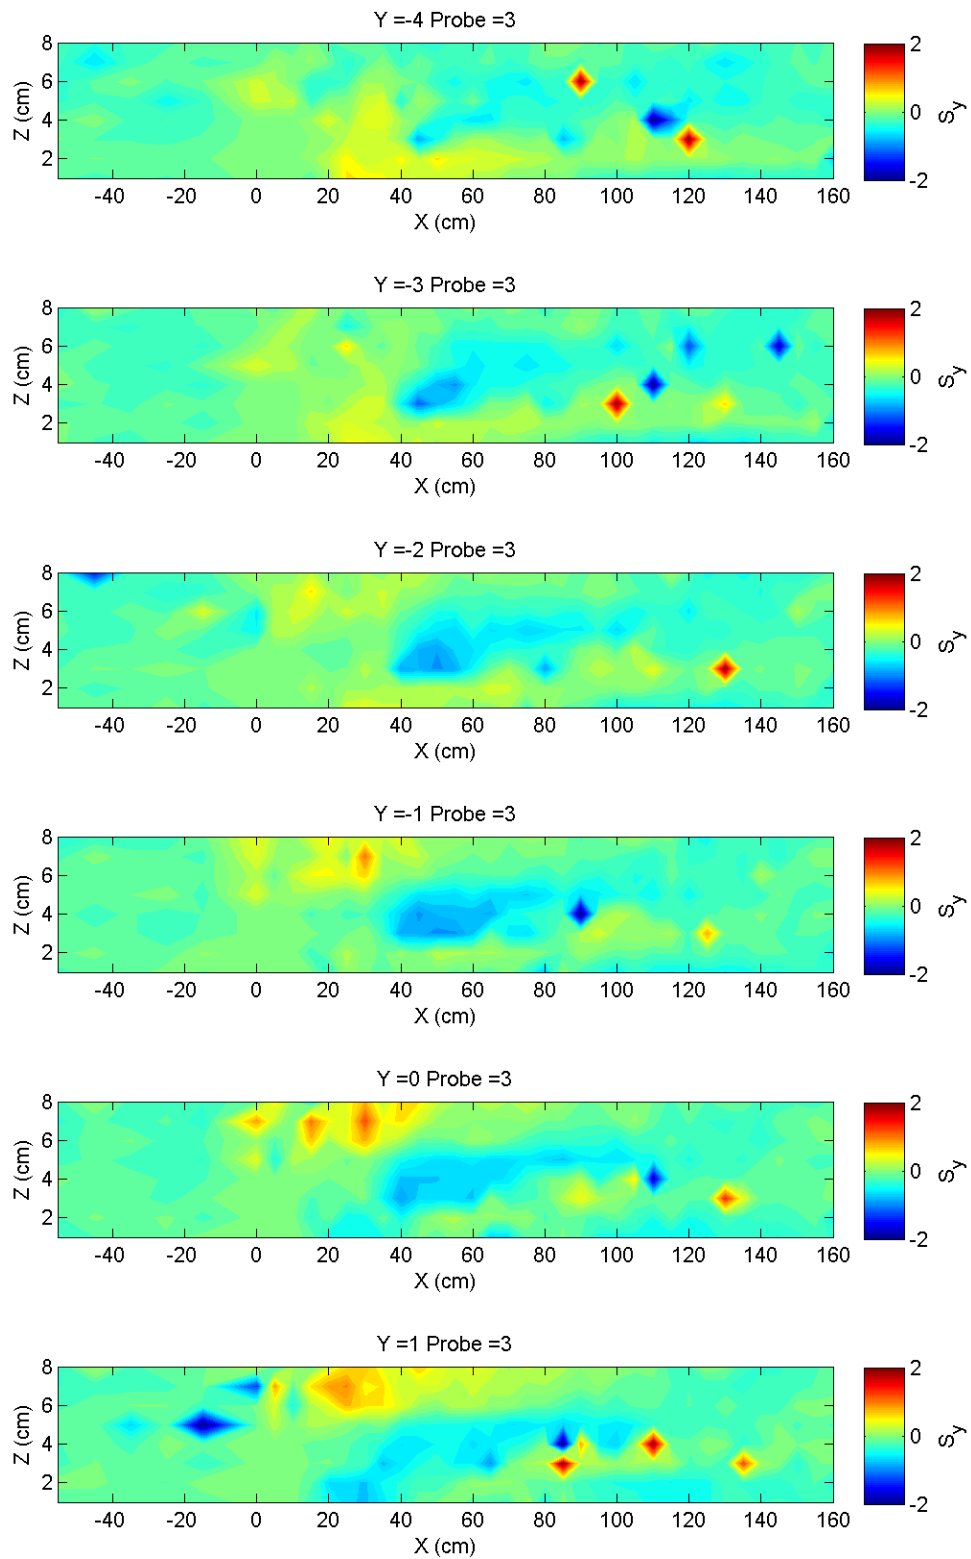 Y =-4 Probe =3
Z (cm)
8
6
4
2
-40 -20 0 20 40 60 80 100 120 140 160
X (cm)
2
0
-2
Sy
Y =-3 Probe =3
Z (cm)
8
6
4
2
-40 -20 0 20 40 60 80 100 120 140 160
X (cm)
2
0
-2
Sy
Y =-2 Probe =3
Z (cm)
8
6
4
2
-40 -20 0 20 40 60 80 100 120 140 160
X (cm)
2
0
-2
Sy
Y =-1 Probe =3
Z (cm)
8
6
4
2
-40 -20 0 20 40 60 80 100 120 140 160
X (cm)
2
0
-2
Sy
Y =0 Probe =3
Z (cm)
8
6
4
2
-40 -20 0 20 40 60 80 100 120 140 160
X (cm)
2
0
-2
Sy
Y =1 Probe =3
Z (cm)
8
6
4
2
-40 -20 0 20 40 60 80 100 120 140 160
X (cm)
2
0
-2
Sy